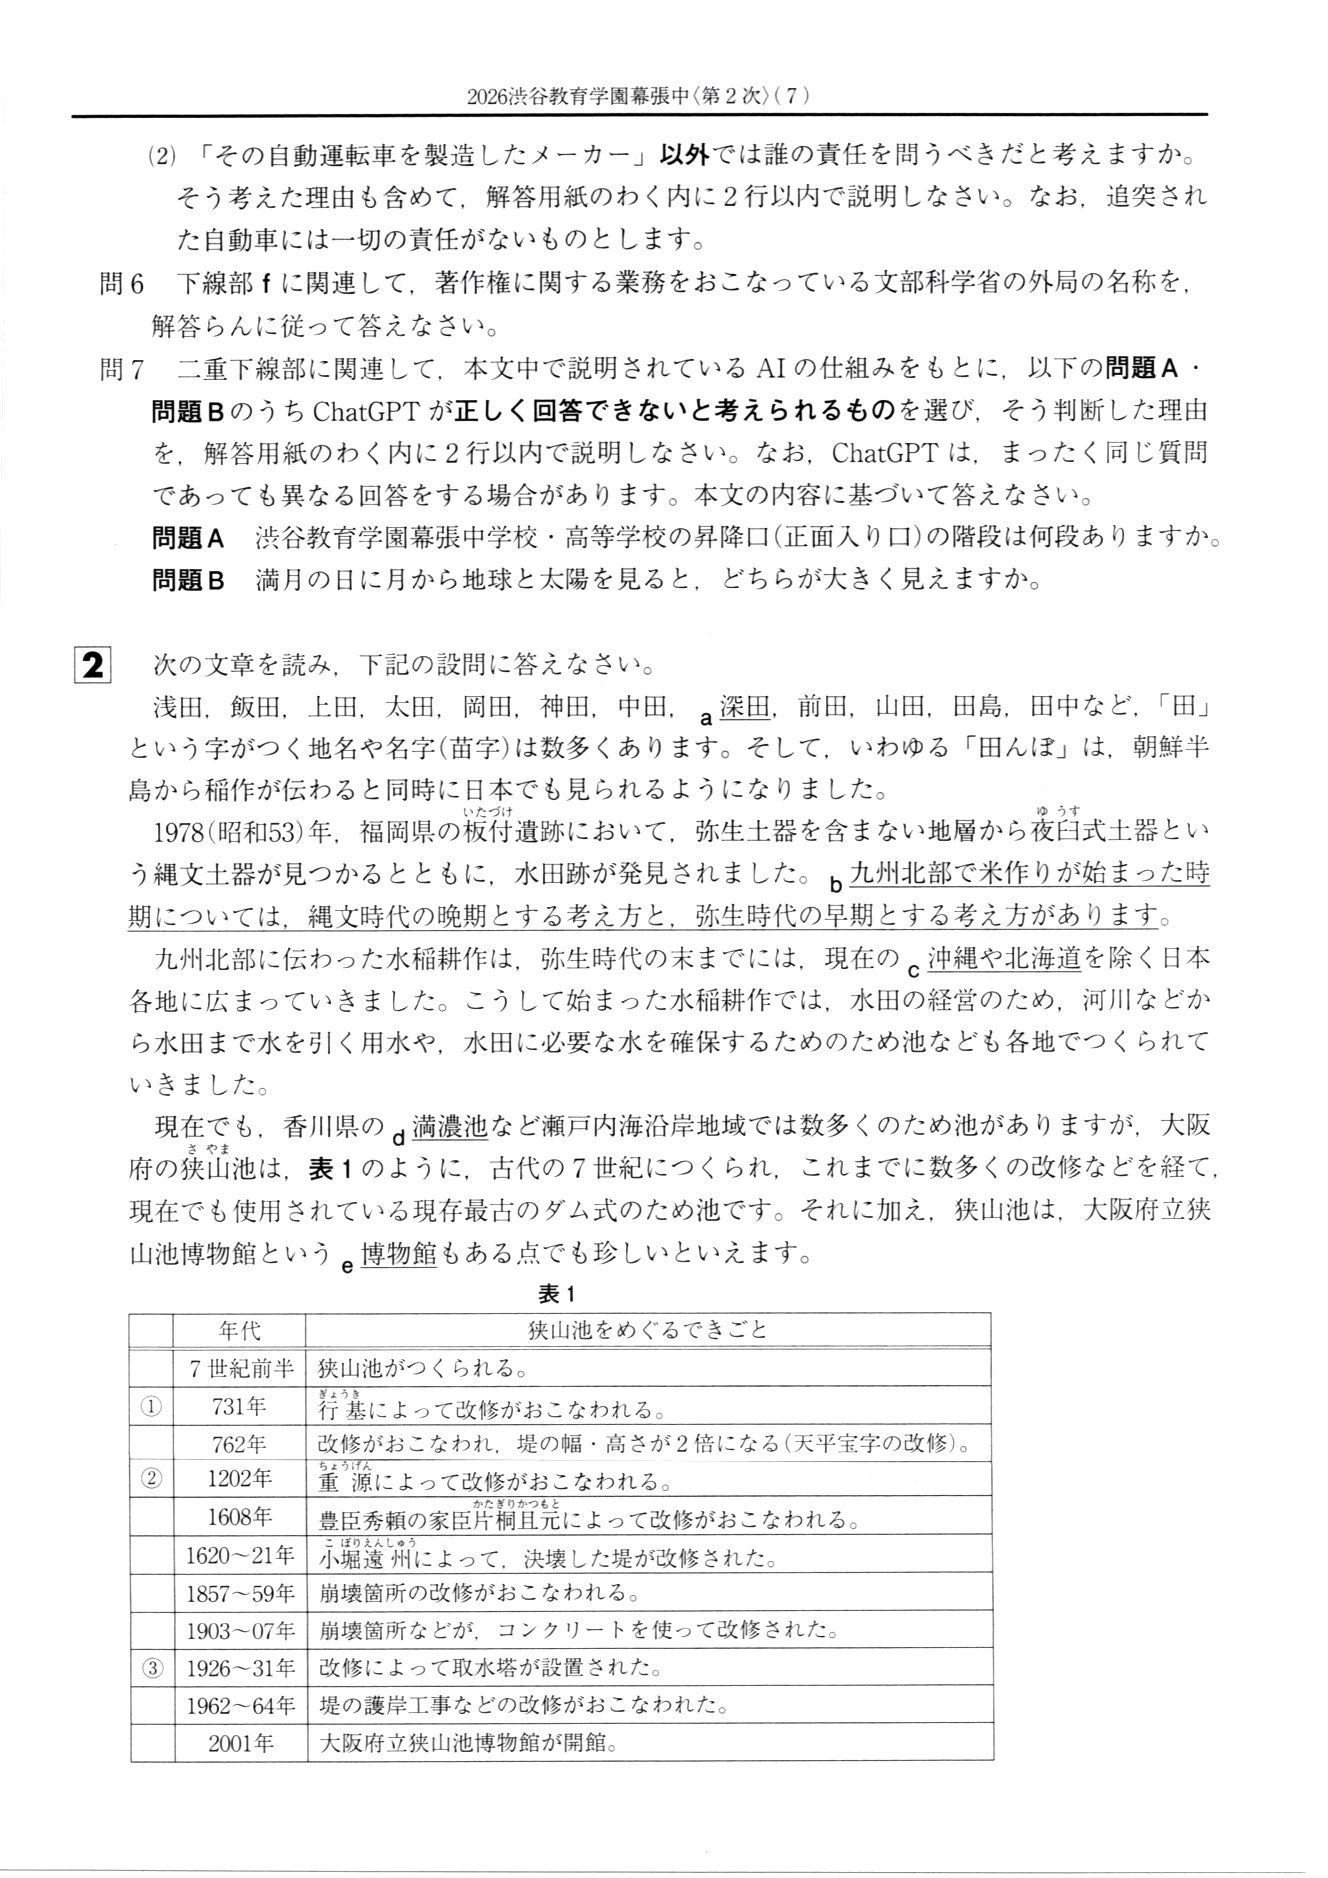 2026渋谷教育学園幕張中〈第2次〉(7)
(2) 「その自動運転車を製造したメーカー」以外では誰の責任を問うべきだと考えますか。
そう考えた理由も含めて，解答用紙のわく内に2行以内で説明しなさい。なお，追突され
た自動車には一切の責任がないものとします。
問6 下線部fに関連して，著作権に関する業務をおこなっている文部科学省の外局の名称を，
解答らんに従って答えなさい。
問7 二重下線部に関連して，本文中で説明されているAIの仕組みをもとに，以下の問題A・
問題BのうちChatGPTが正しく回答できないと考えられるものを選び，そう判断した理由
を，解答用紙のわく内に2行以内で説明しなさい。なお，ChatGPTは，まったく同じ質問
であっても異なる回答をする場合があります。本文の内容に基づいて答えなさい。
問題A 渋谷教育学園幕張中学校・高等学校の昇降口(正面入り口)の階段は何段ありますか。
問題B 満月の日に月から地球と太陽を見ると，どちらが大きく見えますか。
2 次の文章を読み，下記の設問に答えなさい。
浅田，飯田，上田，太田，岡田，神田，中田，a深田，前田，山田，田島，田中など，「田」
という字がつく地名や名字(苗字)は数多くあります。そして，いわゆる「田んぼ」は，朝鮮半
島から稲作が伝わると同時に日本でも見られるようになりました。
1978(昭和53)年，福岡県の板付遺跡において，弥生土器を含まない地層から夜臼式土器とい
う縄文土器が見つかるとともに，水田跡が発見されました。b九州北部で米作りが始まった時
期については，縄文時代の晩期とする考え方と，弥生時代の早期とする考え方があります。
九州北部に伝わった水稲耕作は，弥生時代の末までには，現在のc沖縄や北海道を除く日本
各地に広まっていきました。こうして始まった水稲耕作では，水田の経営のため，河川などか
ら水田まで水を引く用水や，水田に必要な水を確保するためのため池なども各地でつくられて
いきました。
現在でも，香川県のd満濃池など瀬戸内海沿岸地域では数多くのため池がありますが，大阪
府の狭山池は，表1のように，古代の7世紀につくられ，これまでに数多くの改修などを経て，
現在でも使用されている現存最古のダム式のため池です。それに加え，狭山池は，大阪府立狭
山池博物館というe博物館もある点でも珍しいといえます。
表1
年代 狭山池をめぐるできごと
7世紀前半 狭山池がつくられる。
① 731年 行基によって改修がおこなわれる。
762年 改修がおこなわれ，堤の幅・高さが2倍になる(天平宝字の改修)。
② 1202年 重源によって改修がおこなわれる。
1608年 豊臣秀頼の家臣片桐且元によって改修がおこなわれる。
1620～21年 小堀遠州によって，決壊した堤が改修された。
1857～59年 崩壊箇所の改修がおこなわれる。
1903～07年 崩壊箇所などが，コンクリートを使って改修された。
③ 1926～31年 改修によって取水塔が設置された。
1962～64年 堤の護岸工事などの改修がおこなわれた。
2001年 大阪府立狭山池博物館が開館。